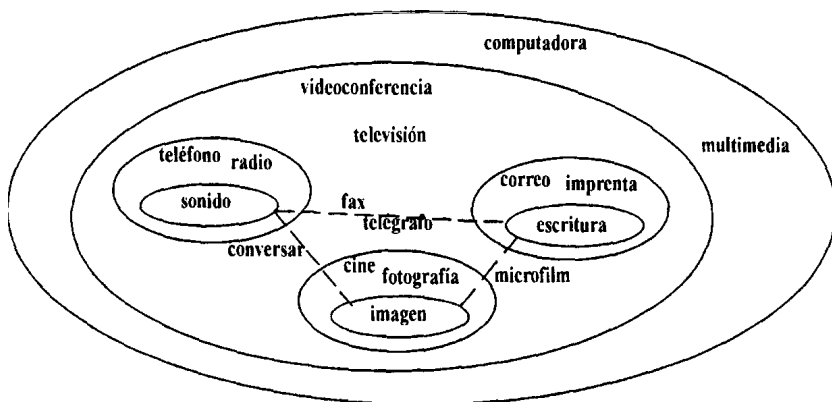 computadora
videoconferencia
televisión
multimedia
teléfono
radio
correo
imprenta
sonido
fax
telégrafo
escritura
conversar
cine
fotografía
microfilm
imagen